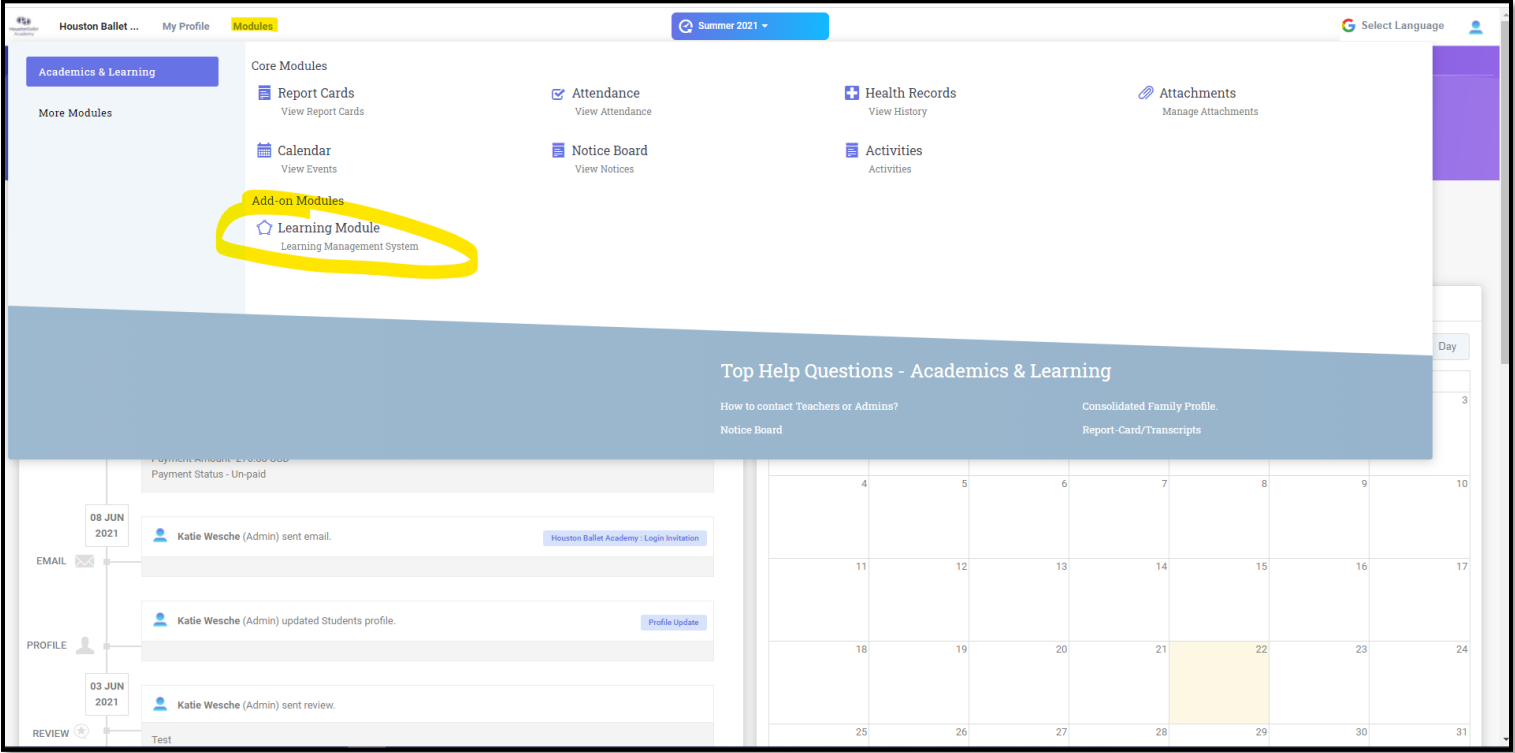 Houston Ballet ... My Profile Modules Summer 2021 Select Language
Academics & Learning
More Modules
Core Modules
Report Cards
View Report Cards
Attendance
View Attendance
Health Records
View History
Attachments
Manage Attachments
Calendar
View Events
Notice Board
View Notices
Activities
Activities
Add-on Modules
Learning Module
Learning Management System
Top Help Questions - Academics & Learning
How to contact Teachers or Admins?
Consolidated Family Profile.
Notice Board
Report-Card/Transcripts
Payment Status - Un-paid
08 JUN
2021
EMAIL
Katie Wesche (Admin) sent email.
Houston Ballet Academy : Login Invitation
PROFILE
Katie Wesche (Admin) updated Students profile.
Profile Update
03 JUN
2021
REVIEW
Katie Wesche (Admin) sent review.
Test
Day
3
4 5 6 7 8 9 10
11 12 13 14 15 16 17
18 19 20 21 22 23 24
25 26 27 28 29 30 31